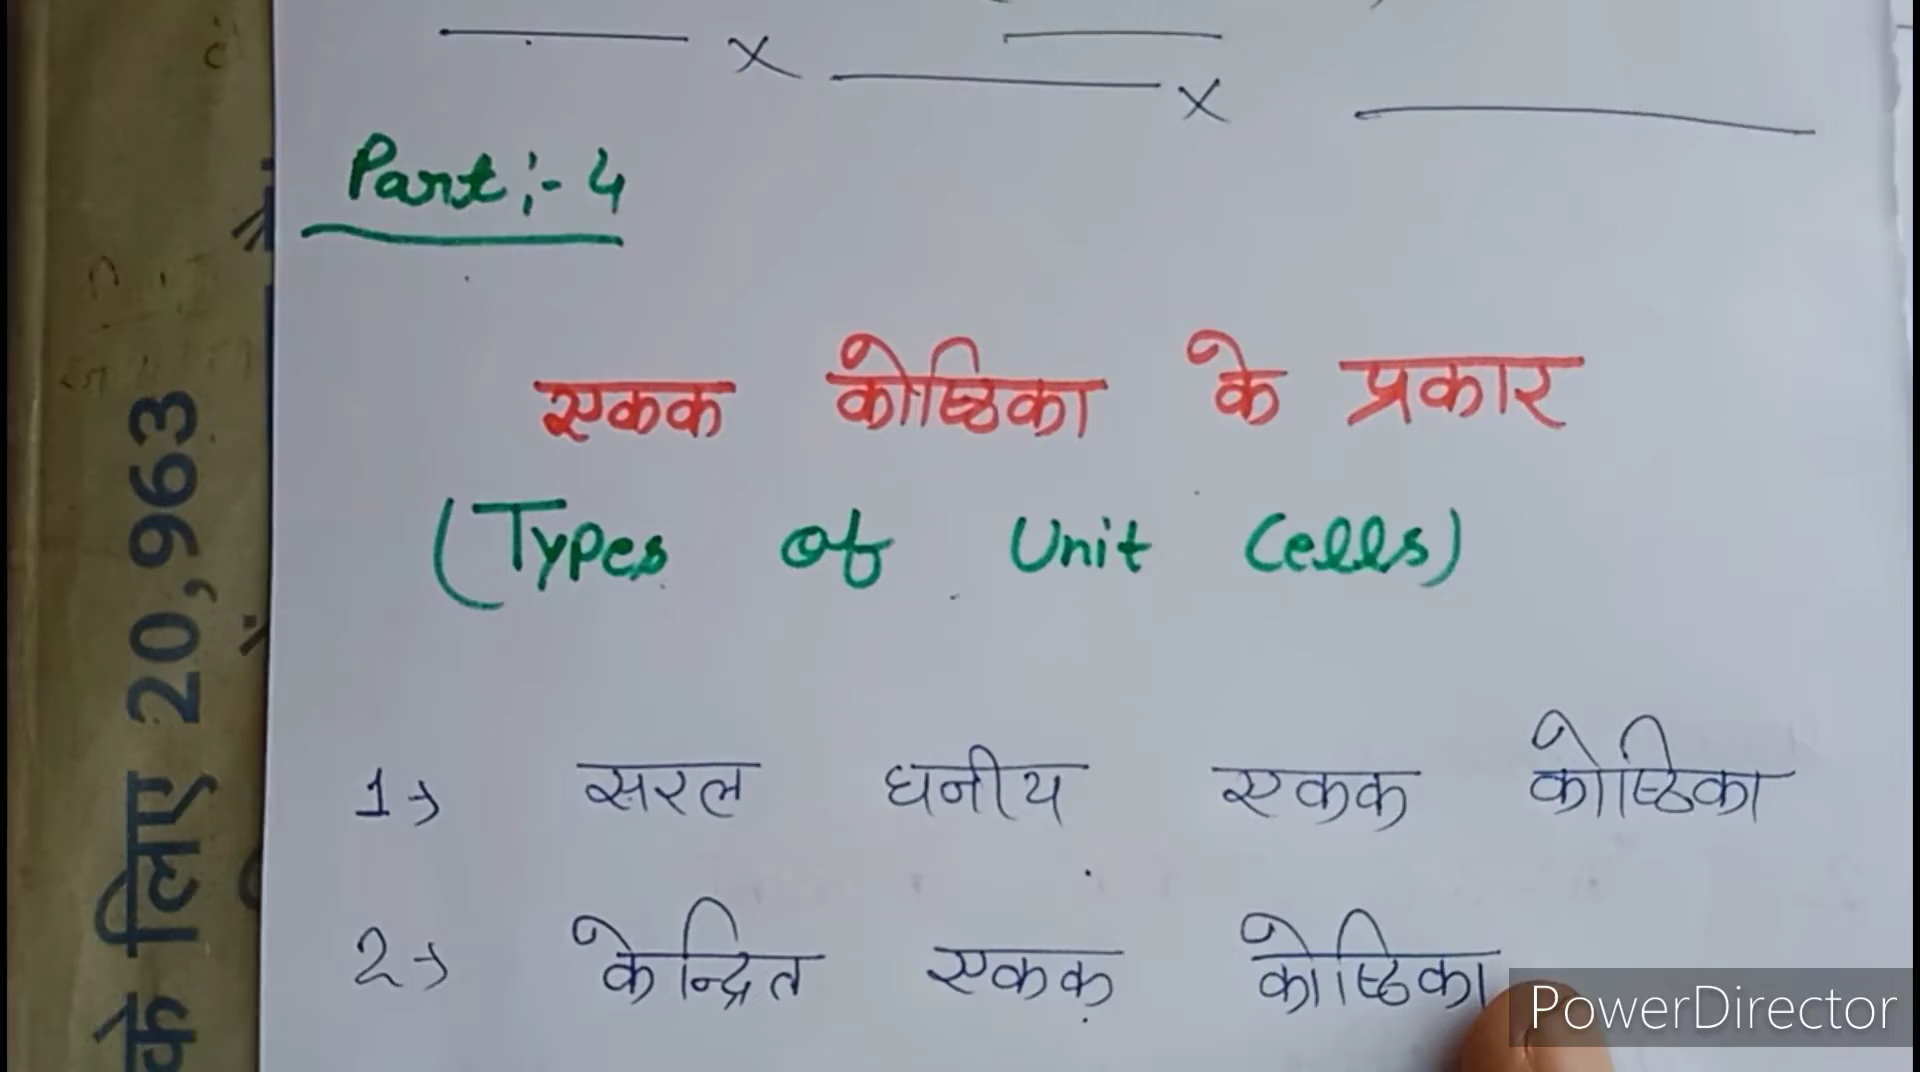 Part:- 4
एकक कोष्ठिका के प्रकार
(Types of Unit Cells)
1→ सरल घनीय एकक कोष्ठिका
2→ केन्द्रित एकक कोष्ठिका
के लिए 20,963
PowerDirector